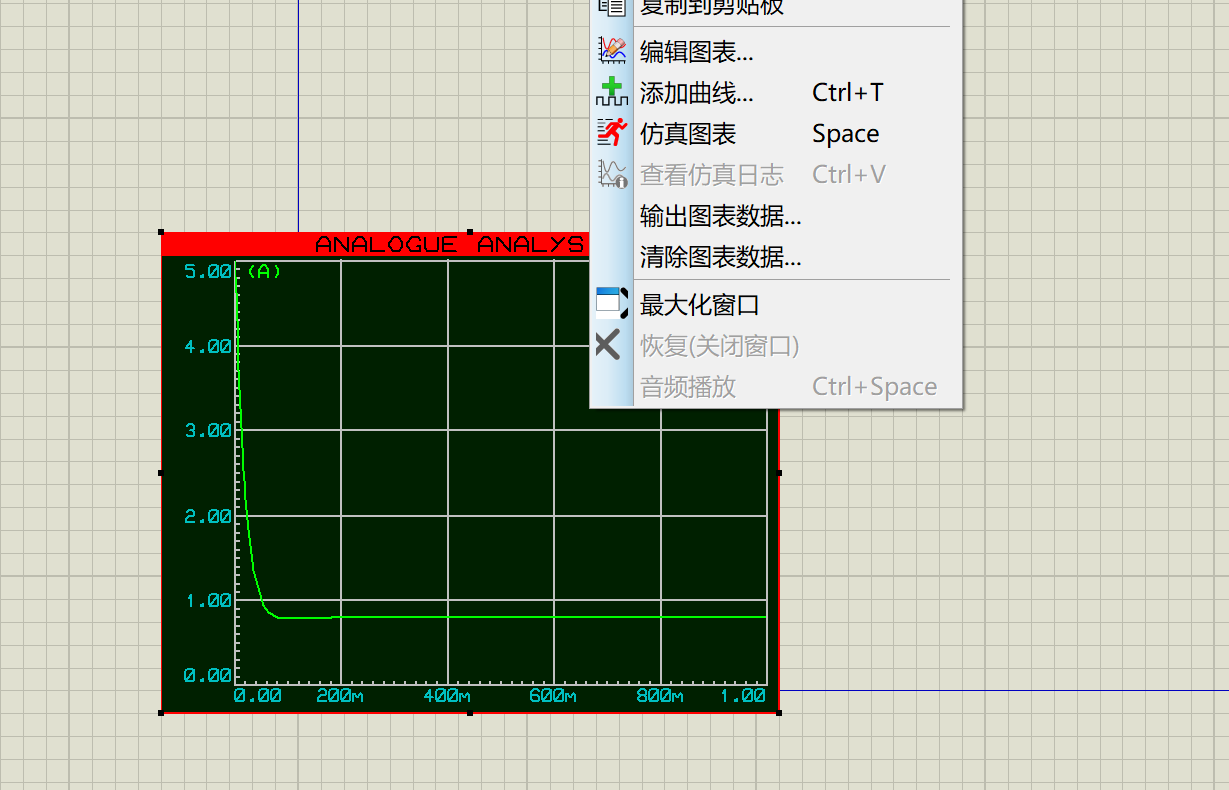 复制到剪贴板
编辑图表...
添加曲线... Ctrl+T
仿真图表 Space
查看仿真日志 Ctrl+V
输出图表数据...
清除图表数据...
最大化窗口
恢复(关闭窗口)
音频播放 Ctrl+Space
ANALOGUE ANALYS
5.00 (A)
4.00
3.00
2.00
1.00
0.00
0.00 200m 400m 600m 800m 1.00